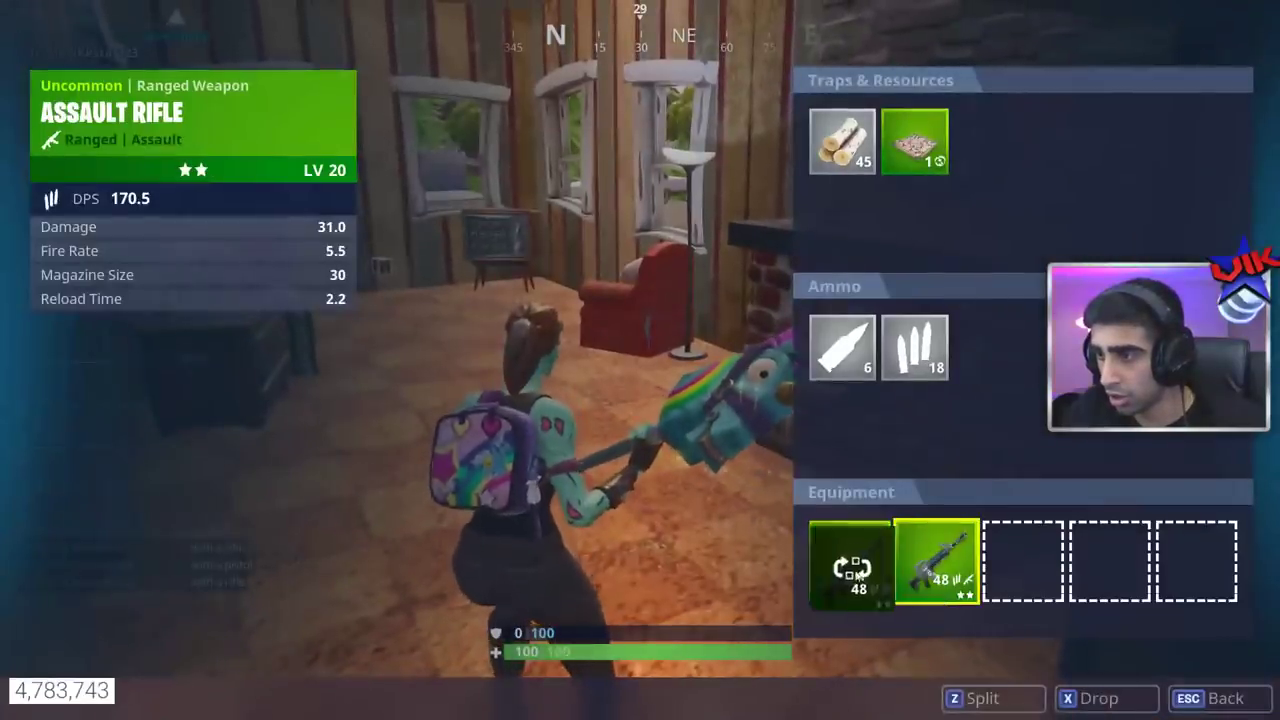 29
345 N 15 30 NE 60 75 E
Uncommon | Ranged Weapon
ASSAULT RIFLE
Ranged | Assault
LV 20
DPS 170.5
Damage 31.0
Fire Rate 5.5
Magazine Size 30
Reload Time 2.2
Traps & Resources
45
1
Ammo
6
18
VIK
Equipment
48
48
0 100
100 100
4,783,743
Z Split
X Drop
ESC Back